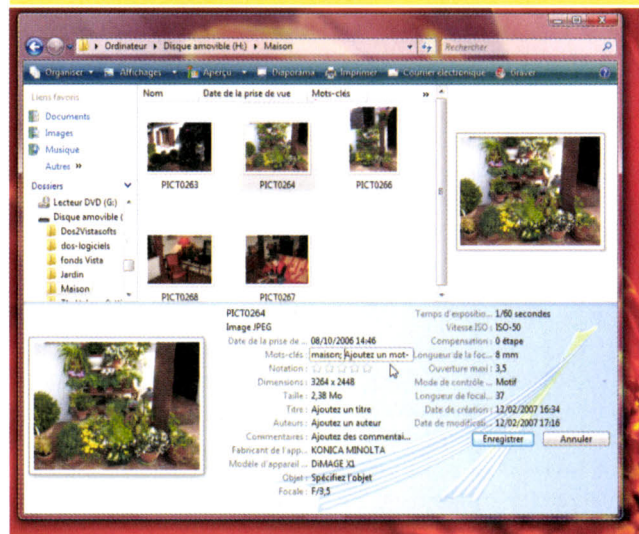 Ordinateur ▸ Disque amovible (H:) ▸ Maison
Rechercher
Organiser Affichages Aperçu Diaporama Imprimer Courrier électronique Graver
Liens favoris
Documents
Images
Musique
Autres »
Dossiers
Lecteur DVD (G:)
Disque amovible (
Dos2Vistasofts
dos-logiciels
fonds Vista
Jardin
Maison
Nom Date de la prise de vue Mots-clés »
PICT0263 PICT0264 PICT0266
PICT0268 PICT0267
PICT0264
Image JPEG
Date de la prise de ... 08/10/2006 14:46
Mots-clés : maison; Ajoutez un mot-
Notation :
Dimensions : 3264 x 2448
Taille : 2,38 Mo
Titre : Ajoutez un titre
Auteurs : Ajoutez un auteur
Commentaires : Ajoutez des commentai...
Fabricant de l'app... KONICA MINOLTA
Modèle d'appareil ... DiMAGE X1
Objet : Spécifiez l'objet
Focale : F/3,5
Temps d'expositio... 1/60 secondes
Vitesse ISO : ISO-50
Compensation : 0 étape
Longueur de la foc... 8 mm
Ouverture maxi : 3,5
Mode de contrôle ... Motif
Longueur de focal... 37
Date de création : 12/02/2007 16:34
Date de modificati... 12/02/2007 17:16
Enregistrer Annuler